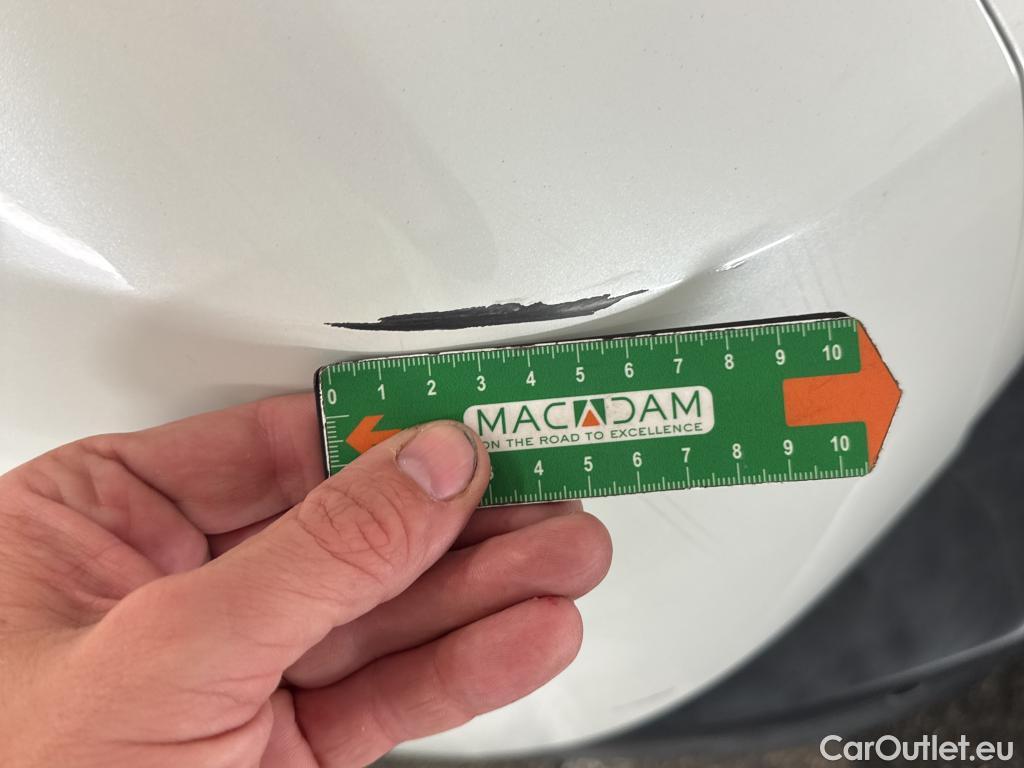 0 1 2 3 4 5 6 7 8 9 10
MACADAM
ON THE ROAD TO EXCELLENCE
4 5 6 7 8 9 10
CarOutlet.eu